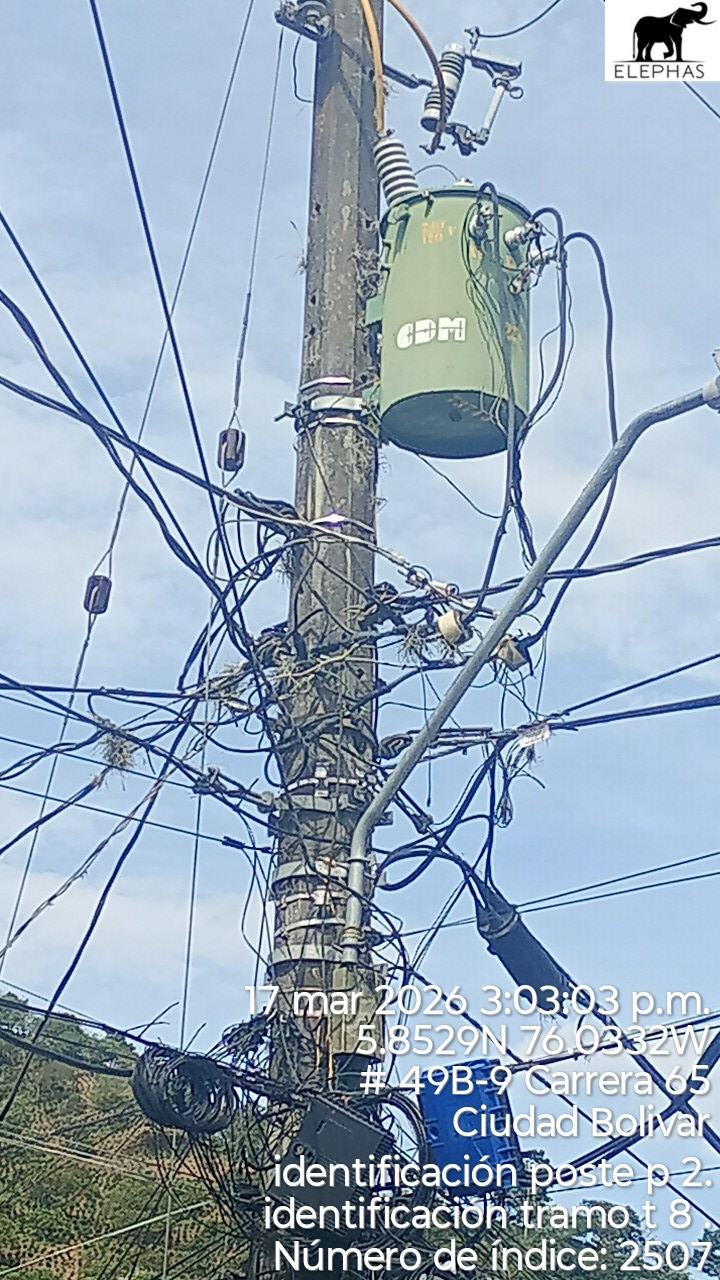 ELEPHAS
CDM
17 mar 2026 3:03:03 p.m.
5.8529N 76.0332W
# 49B-9 Carrera 65
Ciudad Bolivar
identificación poste p 2.
identificacion tramo t 8 .
Número de índice: 2507